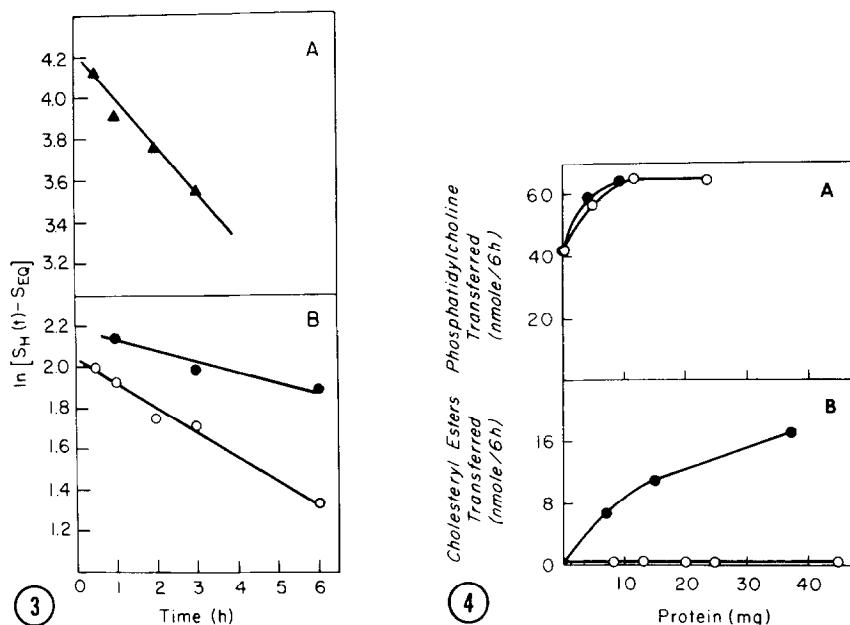 A
4.2
4.0
3.8
3.6
3.4
3.2
B
2.2
2.0
1.8
1.6
1.4
1.2
ln [S_H (t) - S_EQ]
0 1 2 3 4 5 6
Time (h)
3
A
60
40
20
Phosphatidylcholine
Transferred
(nmole/6h)
B
16
8
0
Cholesteryl Esters
Transferred
(nmole/6h)
10 20 30 40
Protein (mg)
4